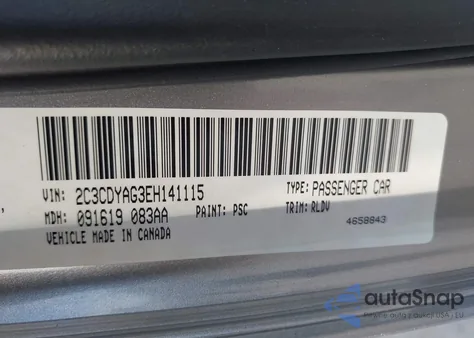 VIN: 2C3CDYAG3EH141115 TYPE: PASSENGER CAR
MDH: 091619 083AA PAINT: PSC TRIM: RLDV
VEHICLE MADE IN CANADA 4658843
autoSnap